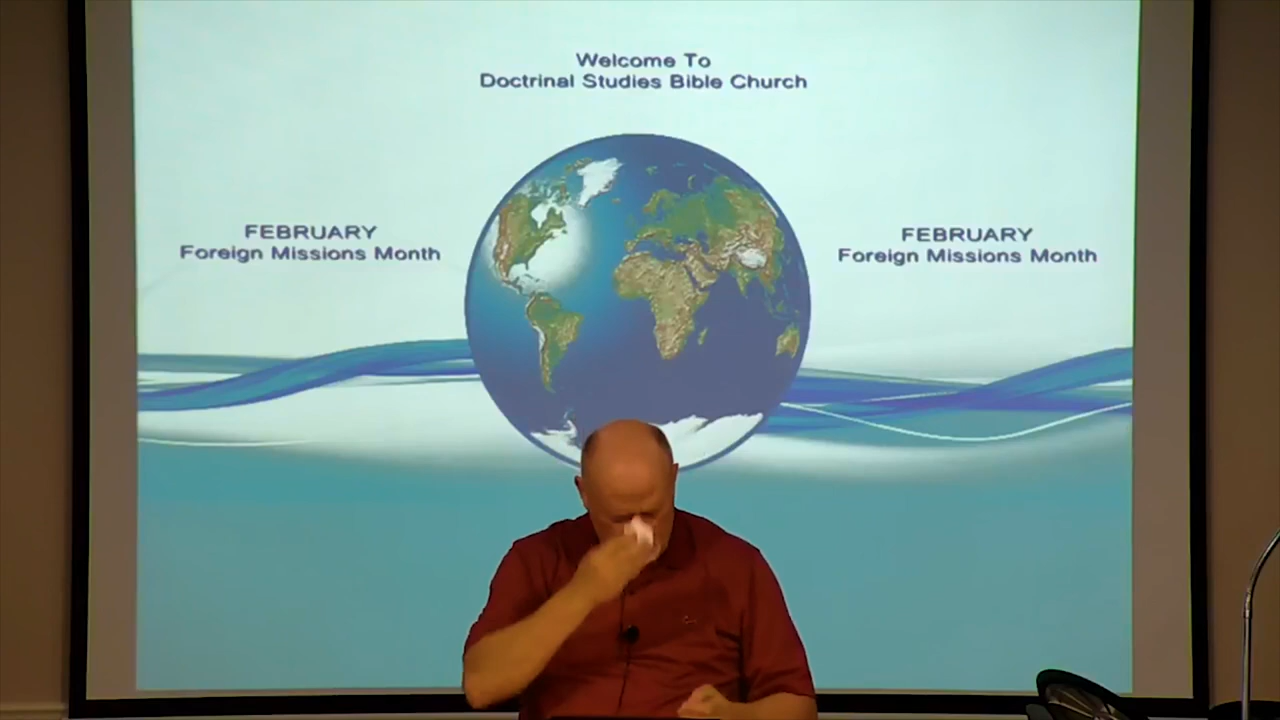 Welcome To
Doctrinal Studies Bible Church
FEBRUARY
Foreign Missions Month
FEBRUARY
Foreign Missions Month